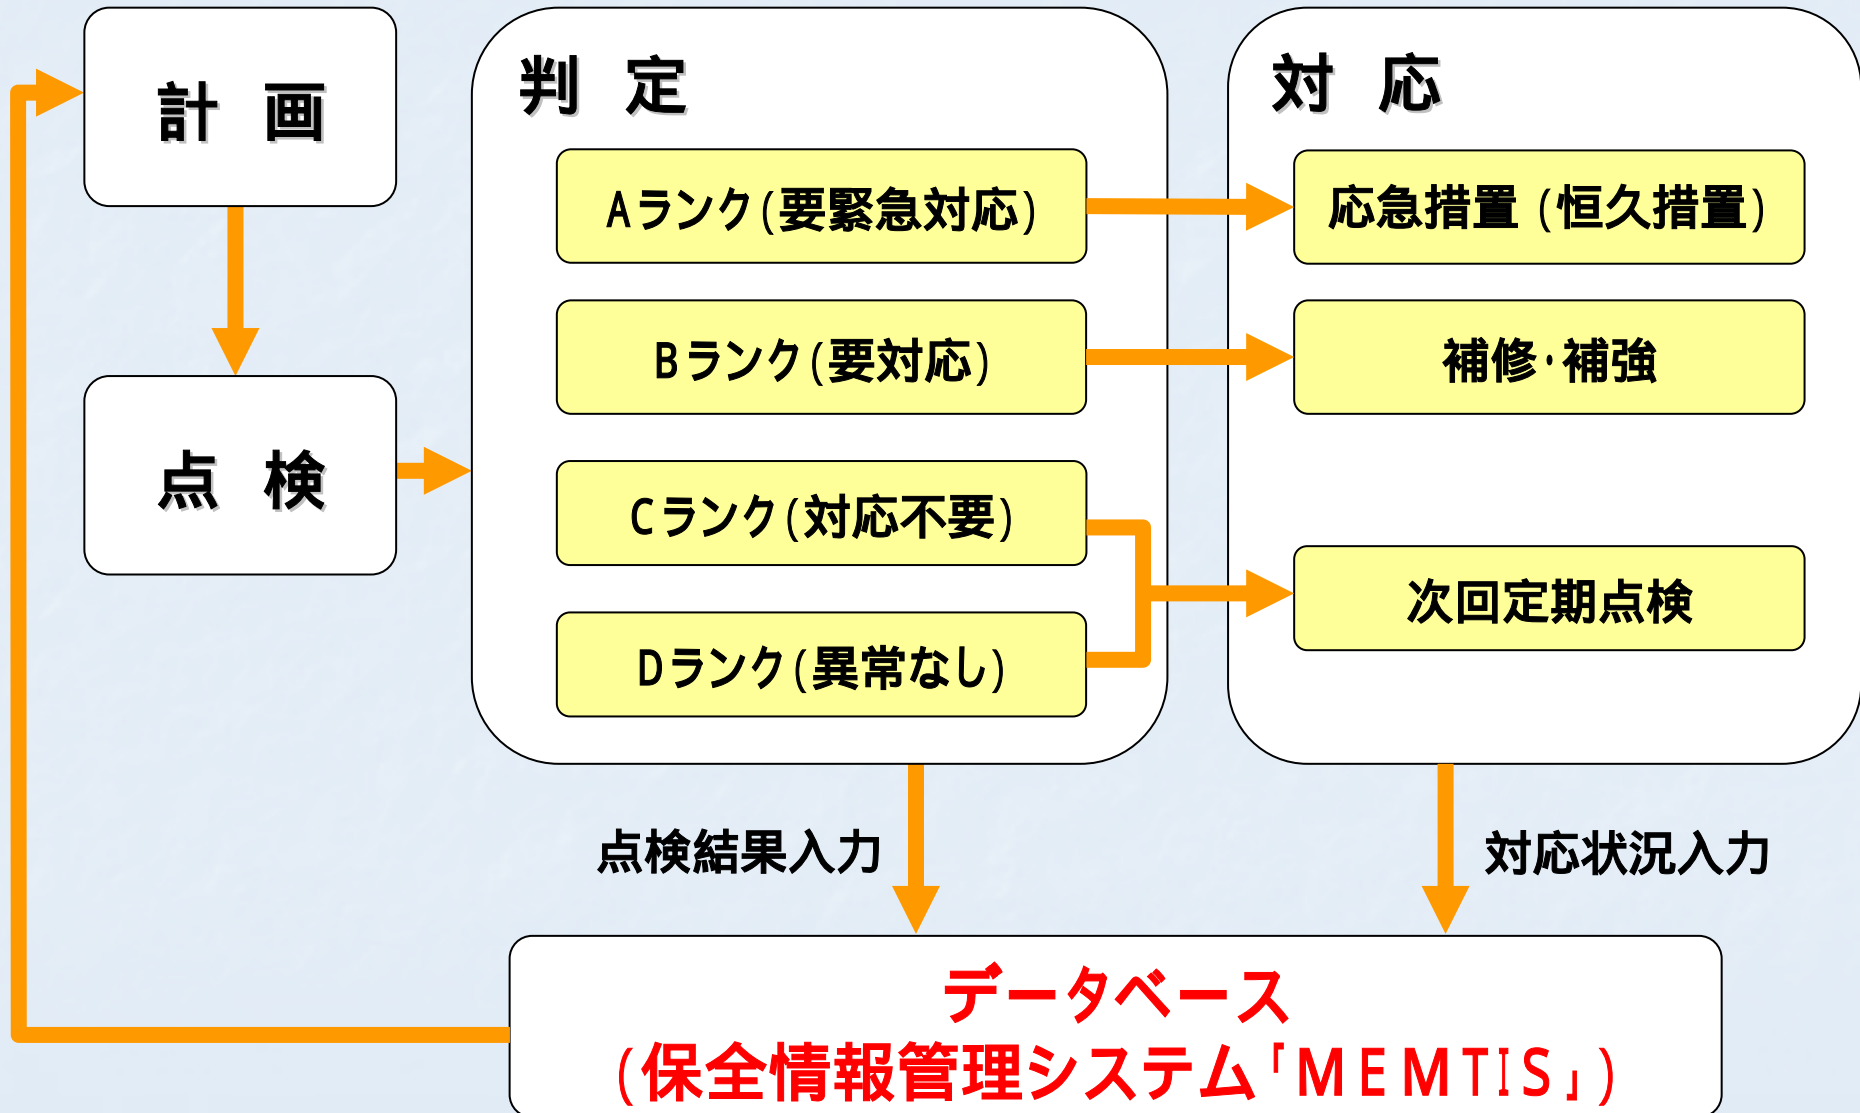 計 画
点 検
判 定
Aランク(要緊急対応)
Bランク(要対応)
Cランク(対応不要)
Dランク(異常なし)
対 応
応急措置(恒久措置)
補修・補強
次回定期点検
点検結果入力
対応状況入力
データベース
(保全情報管理システム「MEMTIS」)